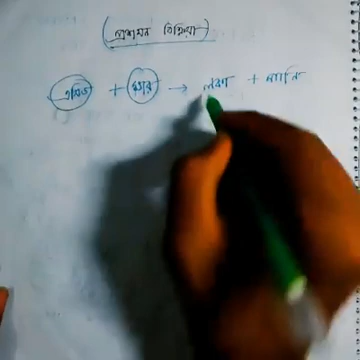 (প্রশমন বিক্রিয়া)
এসিড + ক্ষার → লবণ + পানি